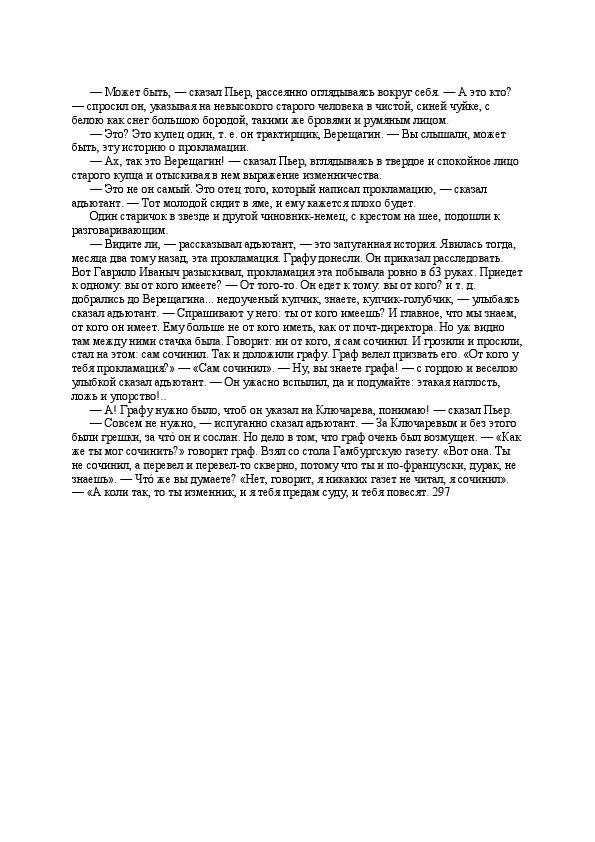 — Может быть, — сказал Пьер, рассеянно оглядываясь вокруг себя. — А это кто?
— спросил он, указывая на невысокого старого человека в чистой, синей чуйке, с
белою как снег большою бородой, такими же бровями и румяным лицом.
— Это? Это купец один, т. е. он трактирщик, Верещагин. — Вы слышали, может
быть, эту историю о прокламации.
— Ах, так это Верещагин! — сказал Пьер, вглядываясь в твердое и спокойное лицо
старого купца и отыскивая в нем выражение изменничества.
— Это не он самый. Это отец того, который написал прокламацию, — сказал
адъютант. — Тот молодой сидит в яме, и ему кажется плохо будет.
Один старичок в звезде и другой чиновник-немец, с крестом на шее, подошли к
разговаривающим.
— Видите ли, — рассказывал адъютант, — это запутанная история. Явилась тогда,
месяца два тому назад, эта прокламация. Графу донесли. Он приказал расследовать.
Вот Гаврило Иваныч разыскивал, прокламация эта побывала ровно в 63 руках. Приедет
к одному: вы от кого имеете? — От того-то. Он едет к тому: вы от кого? и т. д.
добрались до Верещагина... недоученый купчик, знаете, купчик-голубчик, — улыбаясь
сказал адъютант. — Спрашивают у него: ты от кого имеешь? И главное, что мы знаем,
от кого он имеет. Ему больше не от кого иметь, как от почт-директора. Но уж видно
там между ними стачка была. Говорит: ни от кого, я сам сочинил. И грозили и просили,
стал на этом: сам сочинил. Так и доложили графу. Граф велел призвать его. «От кого у
тебя прокламация?» — «Сам сочинил». — Ну, вы знаете графа! — с гордою и веселою
улыбкой сказал адъютант. — Он ужасно вспылил, да и подумайте: этакая наглость,
ложь и упорство!..
— А! Графу нужно было, чтоб он указал на Ключарева, понимаю! — сказал Пьер.
— Совсем не нужно, — испуганно сказал адъютант. — За Ключаревым и без этого
были грешки, за что́ он и сослан. Но дело в том, что граф очень был возмущен. — «Как
же ты мог сочинить?» говорит граф. Взял со стола Гамбургскую газету. «Вот она. Ты
не сочинил, а перевел и перевел-то скверно, потому что ты и по-французски, дурак, не
знаешь». — Что́ же вы думаете? «Нет, говорит, я никаких газет не читал, я сочинил».
— «А коли так, то ты изменник, и я тебя предам суду, и тебя повесят. 297